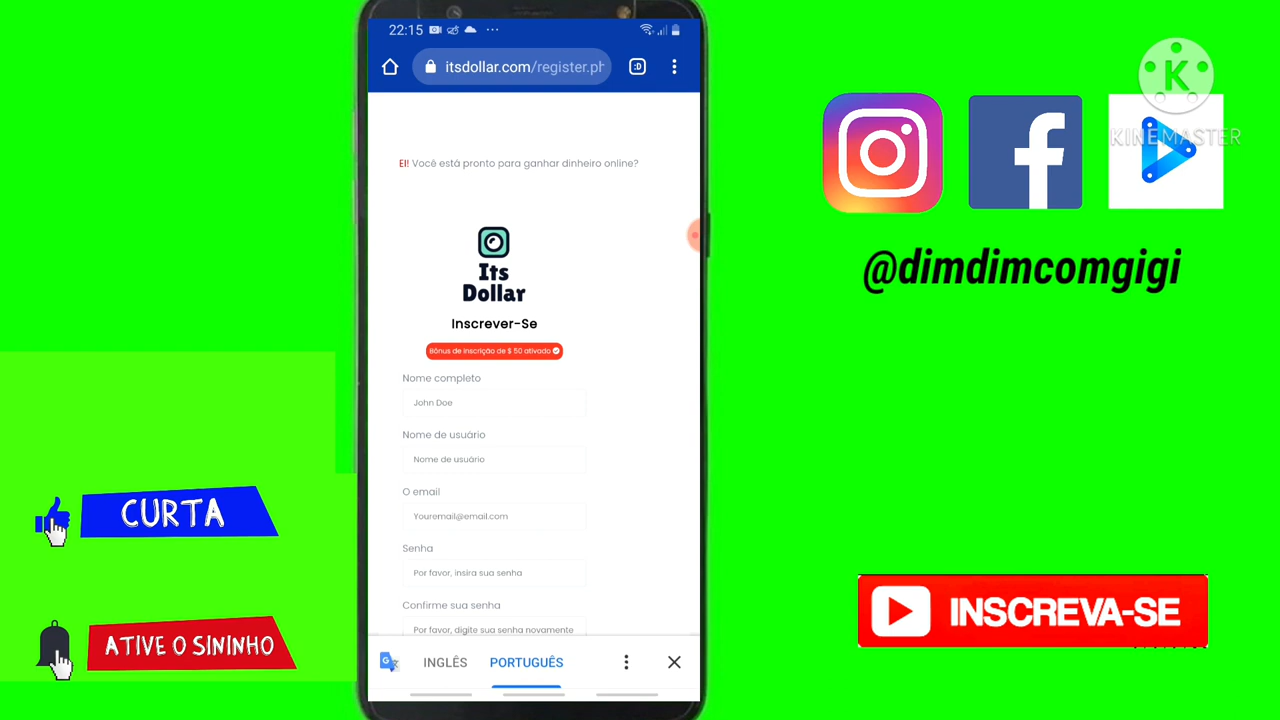 22:15
itsdollar.com/register.ph
:D
EI! Você está pronto para ganhar dinheiro online?
Its
Dollar
Inscrever-Se
Bônus de inscrição de $ 50 ativado
Nome completo
John Doe
Nome de usuário
Nome de usuário
O email
Youremail@email.com
Senha
Por favor, insira sua senha
Confirme sua senha
Por favor, digite sua senha novamente
G
INGLÊS
PORTUGUÊS
CURTA
ATIVE O SININHO
K
KINEMASTER
@dimdimcomgigi
INSCREVA-SE